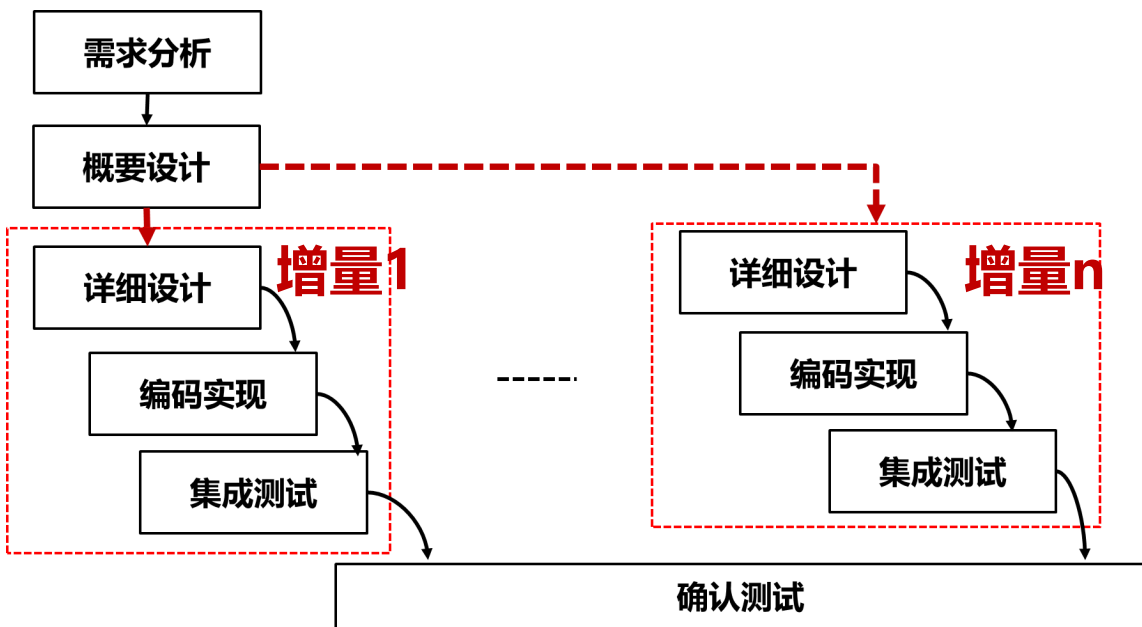 需求分析
概要设计
增量1
详细设计
编码实现
集成测试
增量n
详细设计
编码实现
集成测试
确认测试